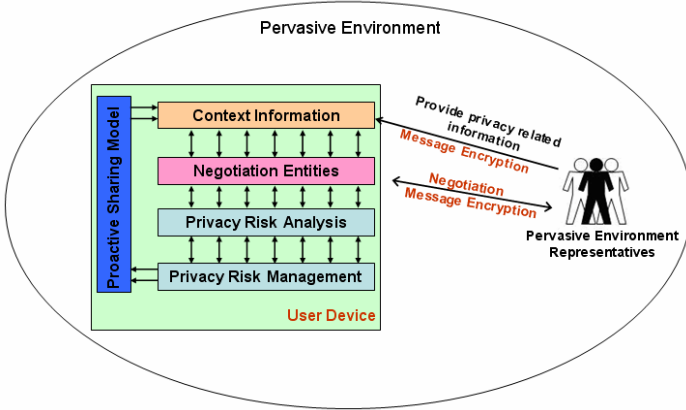 Pervasive Environment
Proactive Sharing Model
Context Information
Negotiation Entities
Privacy Risk Analysis
Privacy Risk Management
User Device
Provide privacy related
information
Message Encryption
Negotiation
Message Encryption
Pervasive Environment
Representatives